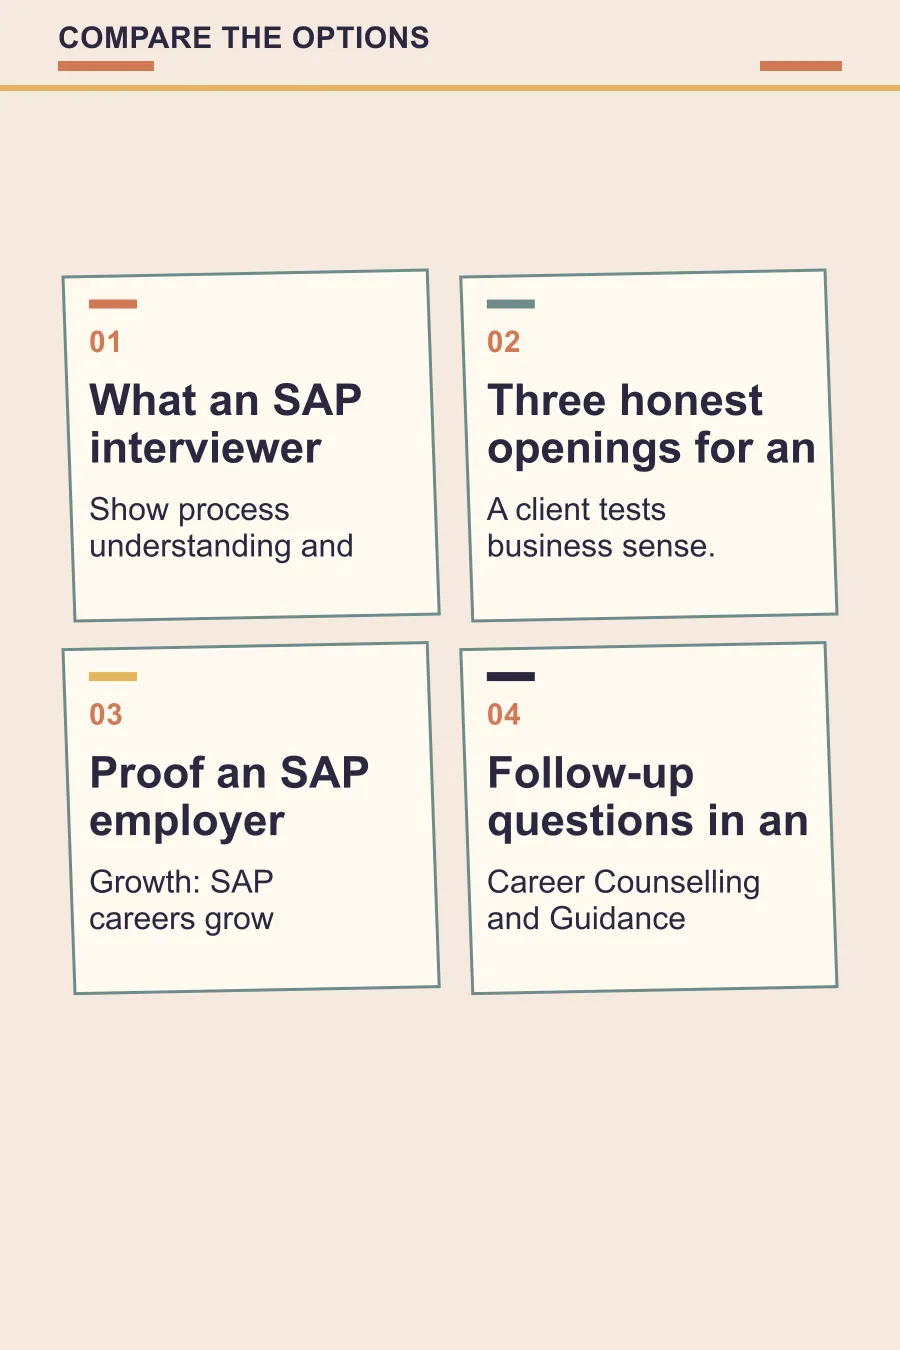 COMPARE THE OPTIONS
01
What an SAP
interviewer
Show process
understanding and
02
Three honest
openings for an
A client tests
business sense.
03
Proof an SAP
employer
Growth: SAP
careers grow
04
Follow-up
questions in an
Career Counselling
and Guidance